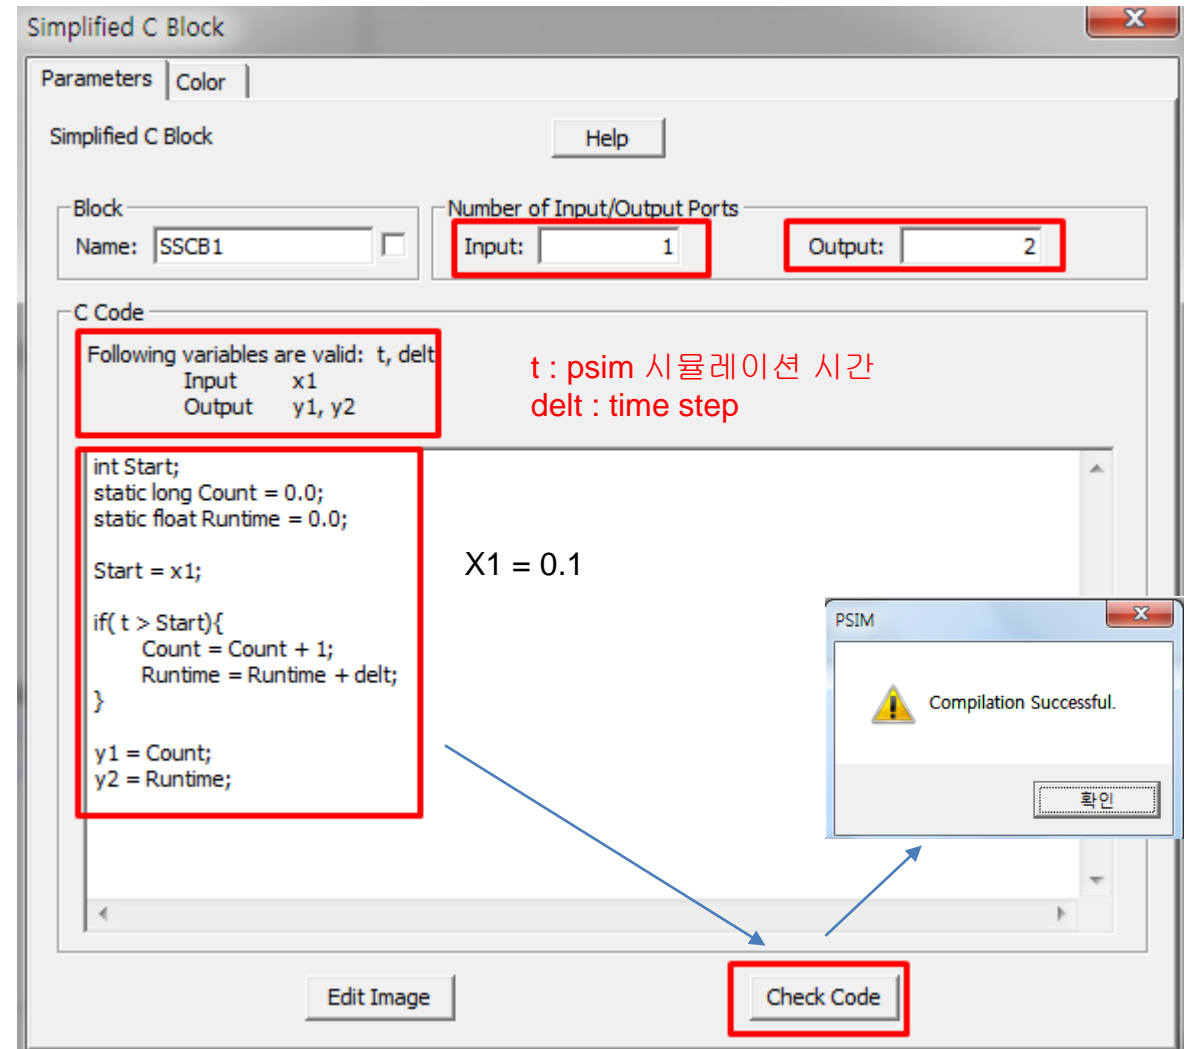 Simplified C Block
x
Parameters Color
Simplified C Block Help
Block
Name: SSCB1
Number of Input/Output Ports
Input: 1 Output: 2
C Code
Following variables are valid: t, delt
Input x1
Output y1, y2
t : psim 시뮬레이션 시간
delt : time step
int Start;
static long Count = 0.0;
static float Runtime = 0.0;
Start = x1;
if( t > Start){
Count = Count + 1;
Runtime = Runtime + delt;
}
y1 = Count;
y2 = Runtime;
X1 = 0.1
PSIM
x
Compilation Successful.
확인
Edit Image Check Code